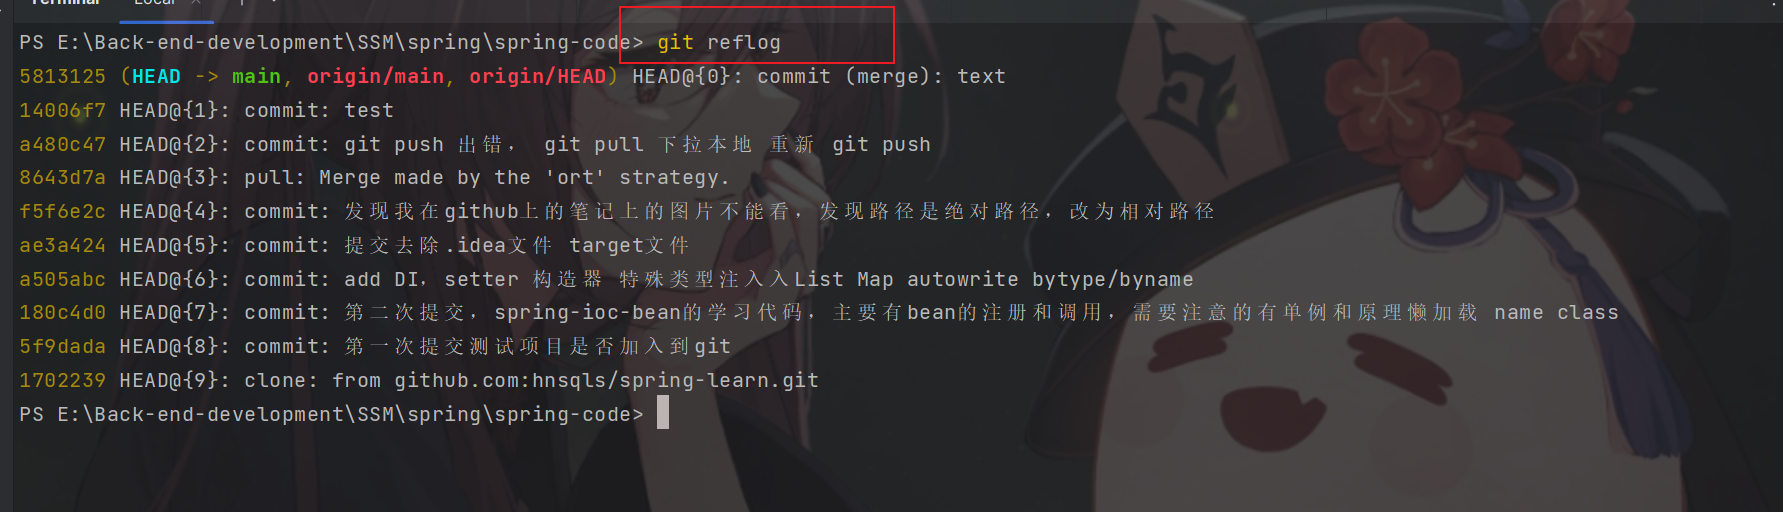 Terminal Local
PS E:\Back-end-development\SSM\spring\spring-code> git reflog
5813125 (HEAD -> main, origin/main, origin/HEAD) HEAD@{0}: commit (merge): text
14006f7 HEAD@{1}: commit: test
a480c47 HEAD@{2}: commit: git push 出错， git pull 下拉本地 重新 git push
8643d7a HEAD@{3}: pull: Merge made by the 'ort' strategy.
f5f6e2c HEAD@{4}: commit: 发现我在github上的笔记上的图片不能看，发现路径是绝对路径，改为相对路径
ae3a424 HEAD@{5}: commit: 提交去除.idea文件 target文件
a505abc HEAD@{6}: commit: add DI，setter 构造器 特殊类型注入入List Map autowrite bytype/byname
180c4d0 HEAD@{7}: commit: 第二次提交，spring-ioc-bean的学习代码，主要有bean的注册和调用，需要注意的有单例和原理懒加载 name class
5f9dada HEAD@{8}: commit: 第一次提交测试项目是否加入到git
1702239 HEAD@{9}: clone: from github.com:hnsqls/spring-learn.git
PS E:\Back-end-development\SSM\spring\spring-code>